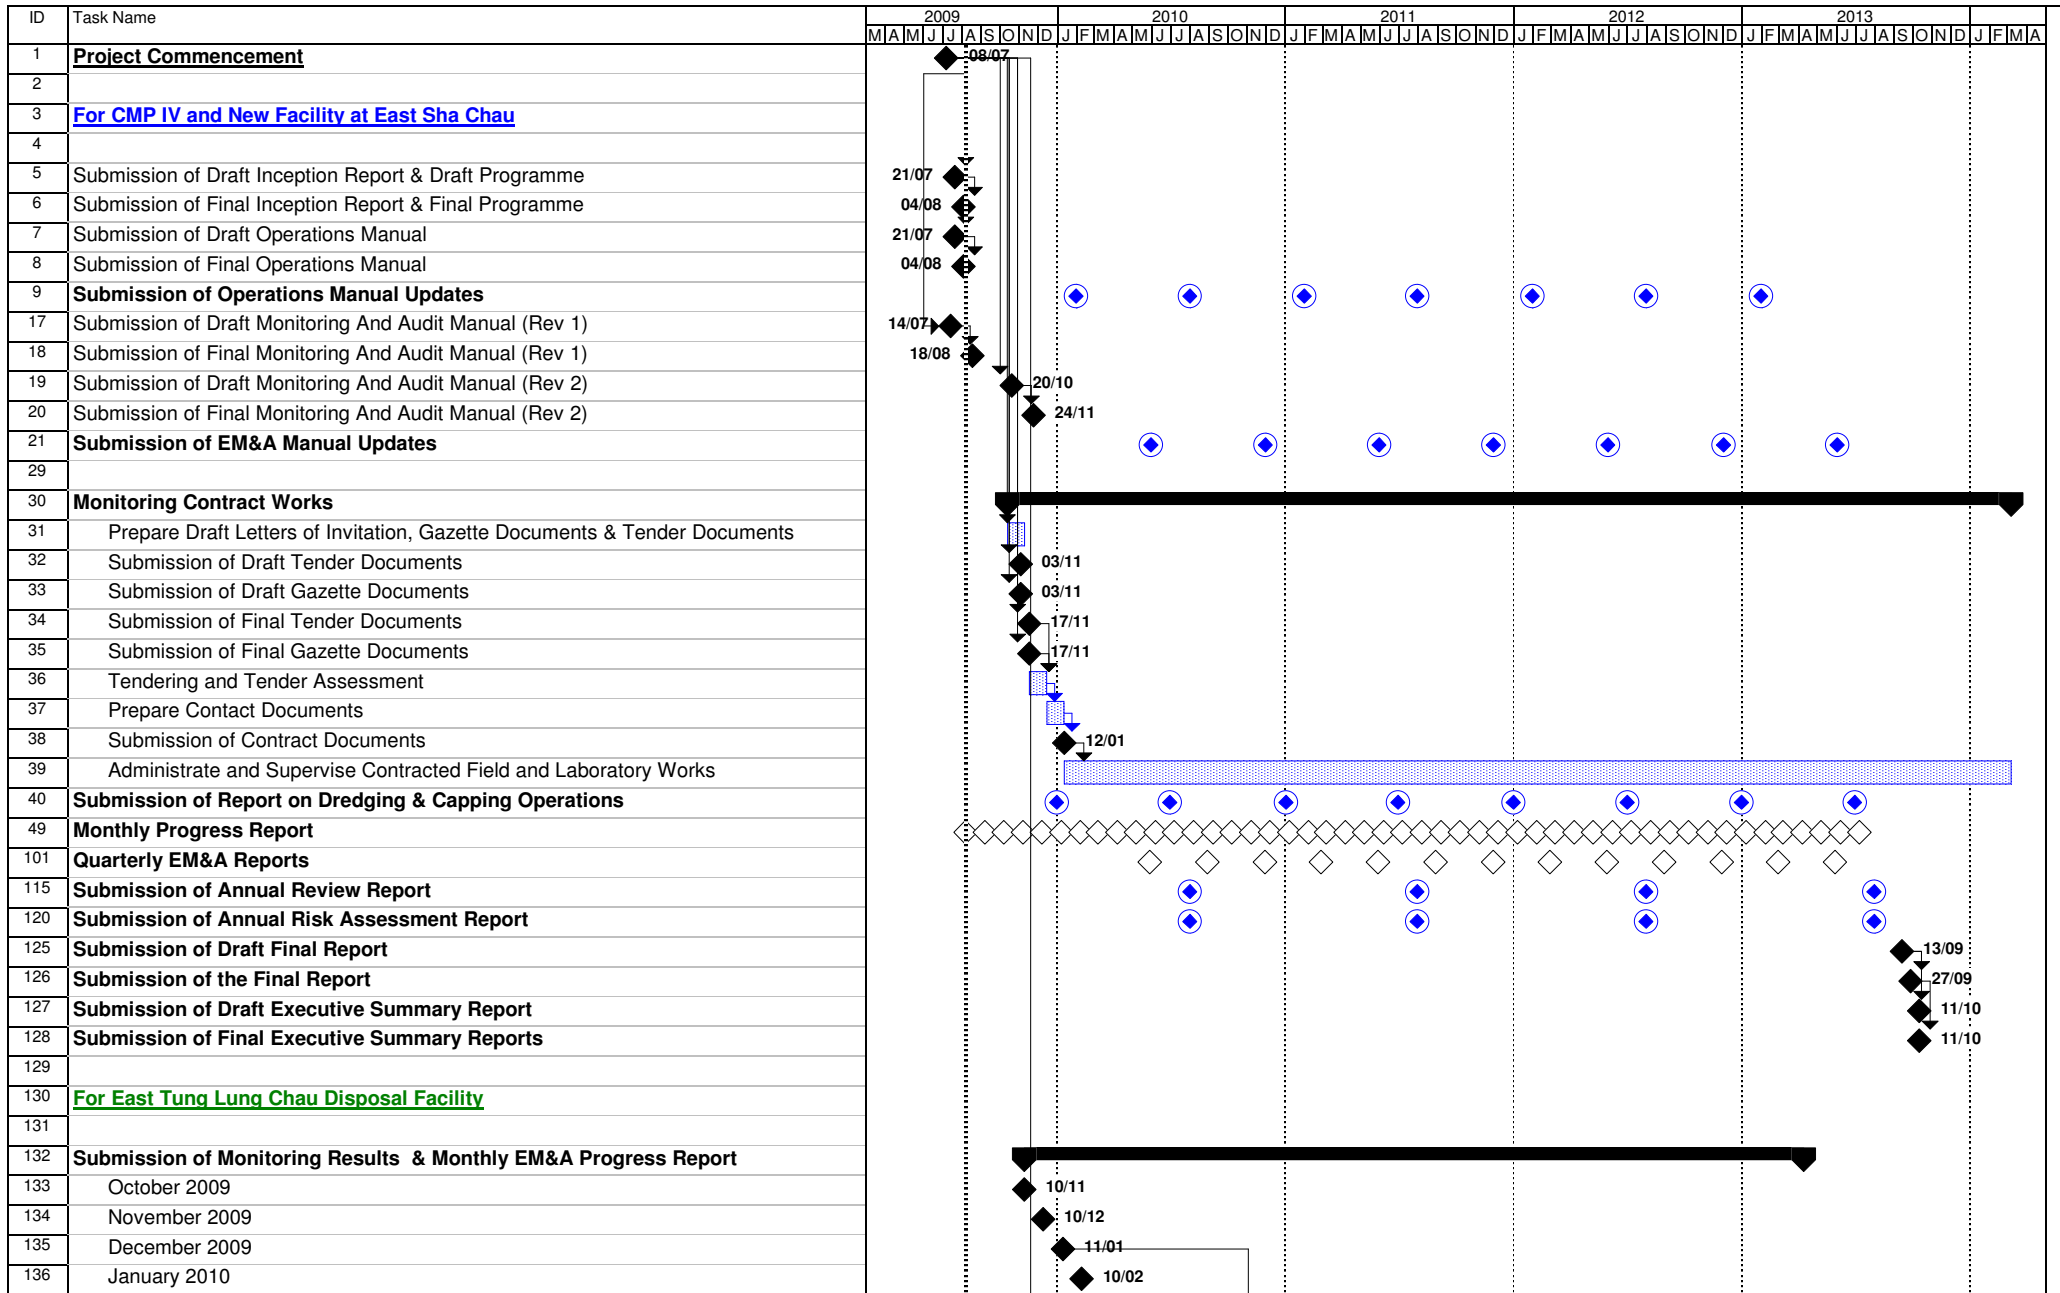 ID Task Name 2009 2010 2011 2012 2013
M A M J J A S O N D J F M A M J J A S O N D J F M A M J J A S O N D J F M A M J J A S O N D J F M A M J J A S O N D J F M A
1 Project Commencement 08/07
2
3 For CMP IV and New Facility at East Sha Chau
4
5 Submission of Draft Inception Report & Draft Programme 21/07
6 Submission of Final Inception Report & Final Programme 04/08
7 Submission of Draft Operations Manual 21/07
8 Submission of Final Operations Manual 04/08
9 Submission of Operations Manual Updates
17 Submission of Draft Monitoring And Audit Manual (Rev 1) 14/07
18 Submission of Final Monitoring And Audit Manual (Rev 1) 18/08
19 Submission of Draft Monitoring And Audit Manual (Rev 2) 20/10
20 Submission of Final Monitoring And Audit Manual (Rev 2) 24/11
21 Submission of EM&A Manual Updates
29
30 Monitoring Contract Works
31 Prepare Draft Letters of Invitation, Gazette Documents & Tender Documents
32 Submission of Draft Tender Documents 03/11
33 Submission of Draft Gazette Documents 03/11
34 Submission of Final Tender Documents 17/11
35 Submission of Final Gazette Documents 17/11
36 Tendering and Tender Assessment
37 Prepare Contact Documents
38 Submission of Contract Documents 12/01
39 Administrate and Supervise Contracted Field and Laboratory Works
40 Submission of Report on Dredging & Capping Operations
49 Monthly Progress Report
101 Quarterly EM&A Reports
115 Submission of Annual Review Report
120 Submission of Annual Risk Assessment Report
125 Submission of Draft Final Report 13/09
126 Submission of the Final Report 27/09
127 Submission of Draft Executive Summary Report 11/10
128 Submission of Final Executive Summary Reports 11/10
129
130 For East Tung Lung Chau Disposal Facility
131
132 Submission of Monitoring Results & Monthly EM&A Progress Report
133 October 2009 10/11
134 November 2009 10/12
135 December 2009 11/01
136 January 2010 10/02